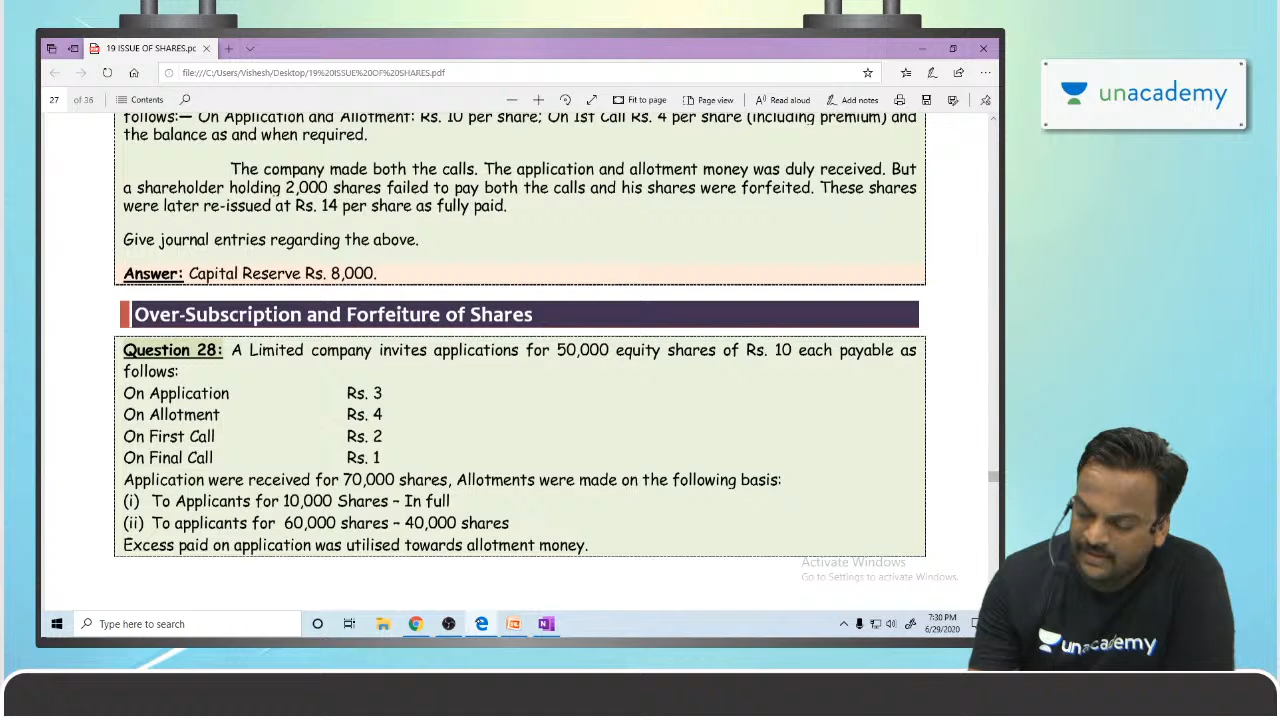 19 ISSUE OF SHARES.pc
file:///C:/Users/Vishesh/Desktop/19%20ISSUE%20OF%20SHARES.pdf
27 of 36 Contents Fit to page Page view Read aloud Add notes
follows:— On Application and Allotment: Rs. 10 per share; On 1st Call Rs. 4 per share (including premium) and
the balance as and when required.
The company made both the calls. The application and allotment money was duly received. But
a shareholder holding 2,000 shares failed to pay both the calls and his shares were forfeited. These shares
were later re-issued at Rs. 14 per share as fully paid.
Give journal entries regarding the above.
Answer: Capital Reserve Rs. 8,000.
Over-Subscription and Forfeiture of Shares
Question 28: A Limited company invites applications for 50,000 equity shares of Rs. 10 each payable as
follows:
On Application Rs. 3
On Allotment Rs. 4
On First Call Rs. 2
On Final Call Rs. 1
Application were received for 70,000 shares, Allotments were made on the following basis:
(i) To Applicants for 10,000 Shares – In full
(ii) To applicants for 60,000 shares – 40,000 shares
Excess paid on application was utilised towards allotment money.
Activate Windows
Go to Settings to activate Windows.
Type here to search
7:30 PM
6/29/2020
unacademy
unacademy